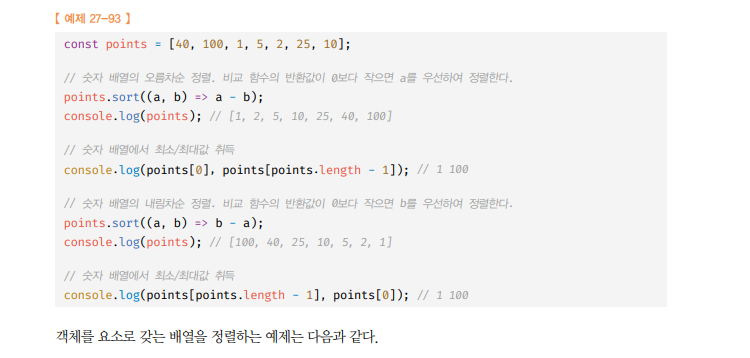 【 예제 27-93 】
const points = [40, 100, 1, 5, 2, 25, 10];
// 숫자 배열의 오름차순 정렬. 비교 함수의 반환값이 0보다 작으면 a를 우선하여 정렬한다.
points.sort((a, b) => a - b);
console.log(points); // [1, 2, 5, 10, 25, 40, 100]
// 숫자 배열에서 최소/최대값 취득
console.log(points[0], points[points.length - 1]); // 1 100
// 숫자 배열의 내림차순 정렬. 비교 함수의 반환값이 0보다 작으면 b를 우선하여 정렬한다.
points.sort((a, b) => b - a);
console.log(points); // [100, 40, 25, 10, 5, 2, 1]
// 숫자 배열에서 최소/최대값 취득
console.log(points[points.length - 1], points[0]); // 1 100
객체를 요소로 갖는 배열을 정렬하는 예제는 다음과 같다.